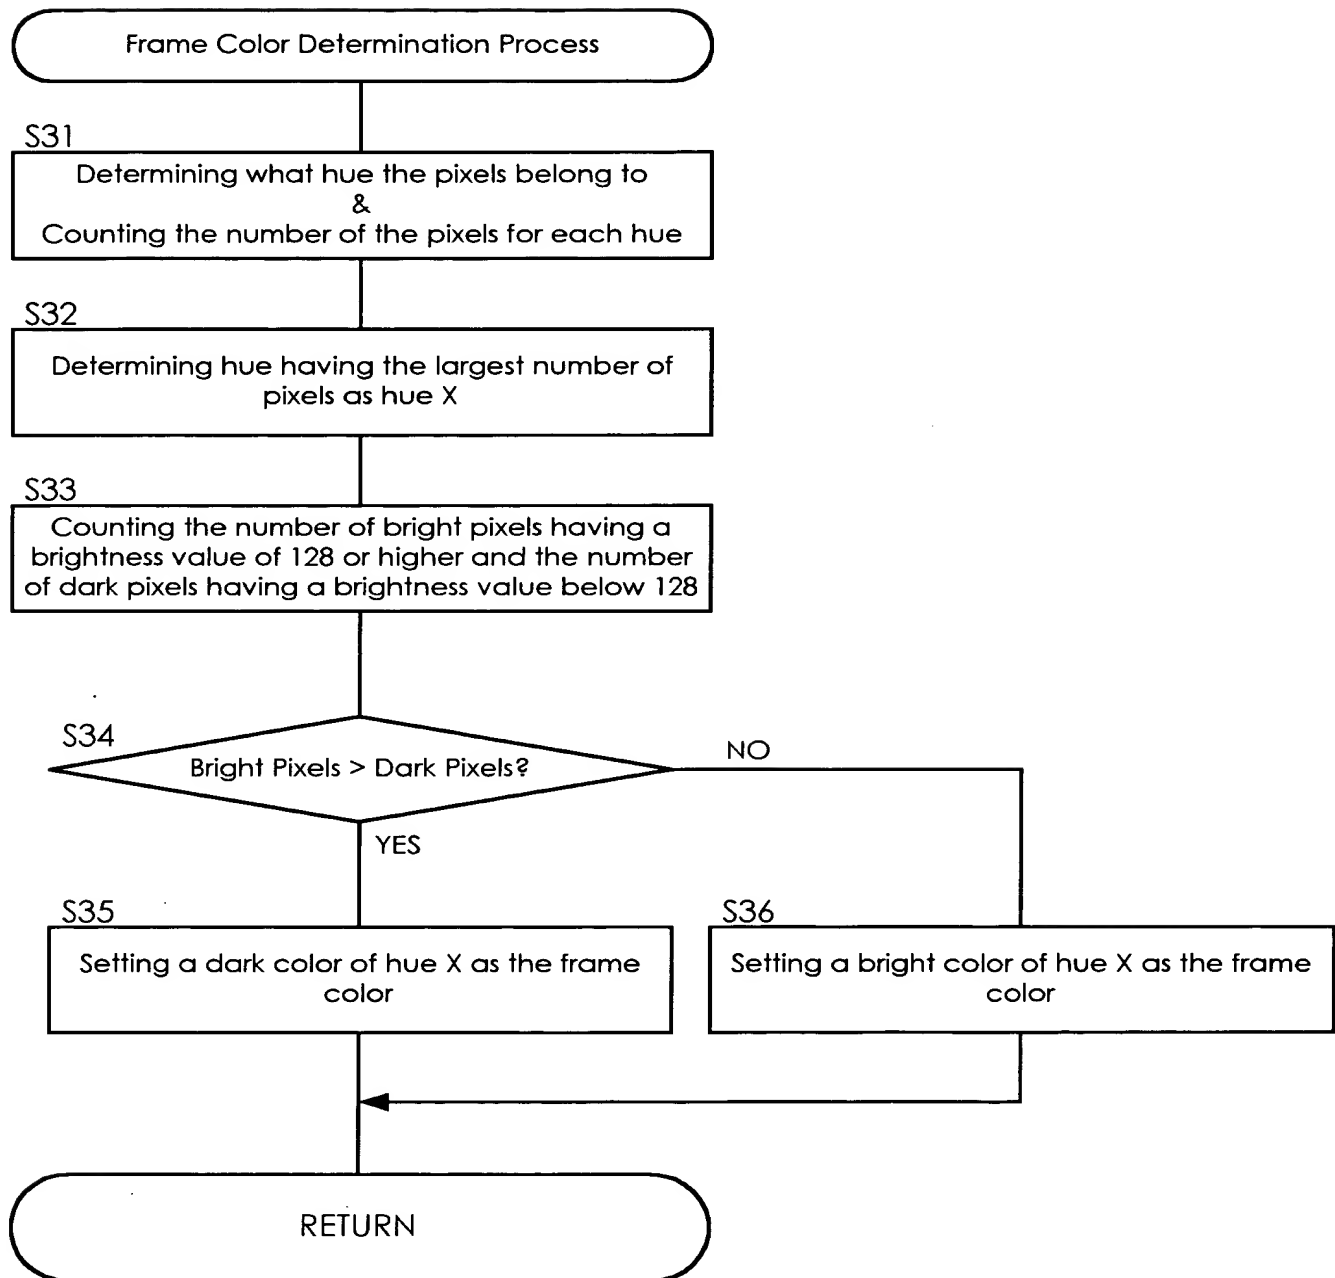 Frame Color Determination Process
S31
Determining what hue the pixels belong to
&
Counting the number of the pixels for each hue
S32
Determining hue having the largest number of
pixels as hue X
S33
Counting the number of bright pixels having a
brightness value of 128 or higher and the number
of dark pixels having a brightness value below 128
S34
Bright Pixels > Dark Pixels?
NO
YES
S35
Setting a dark color of hue X as the frame
color
S36
Setting a bright color of hue X as the frame
color
RETURN